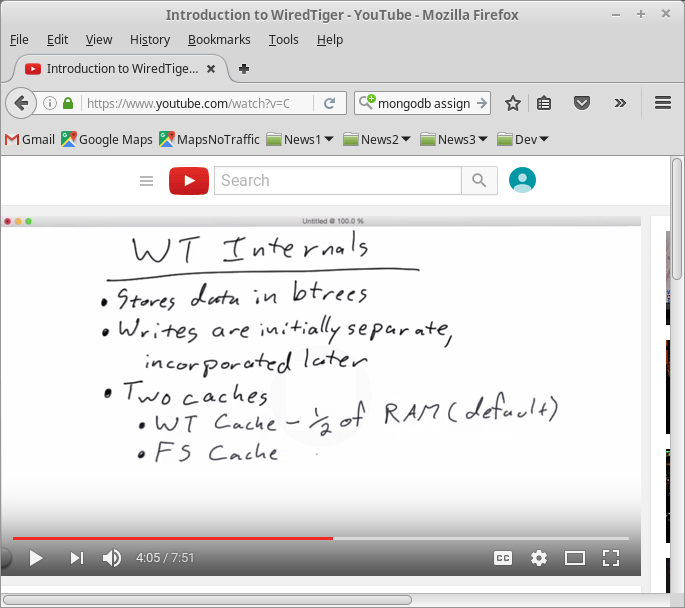 Introduction to WiredTiger - YouTube - Mozilla Firefox
File Edit View History Bookmarks Tools Help
Introduction to WiredTige...
https://www.youtube.com/watch?v=C
mongodb assign
Gmail Google Maps MapsNoTraffic News1 News2 News3 Dev
Search
Untitled @ 100.0 %
WT Internals
• Stores data in btrees
• Writes are initially separate,
incorporated later
• Two caches
• WT Cache - 1/2 of RAM (default)
• FS Cache
4:05 / 7:51
CC